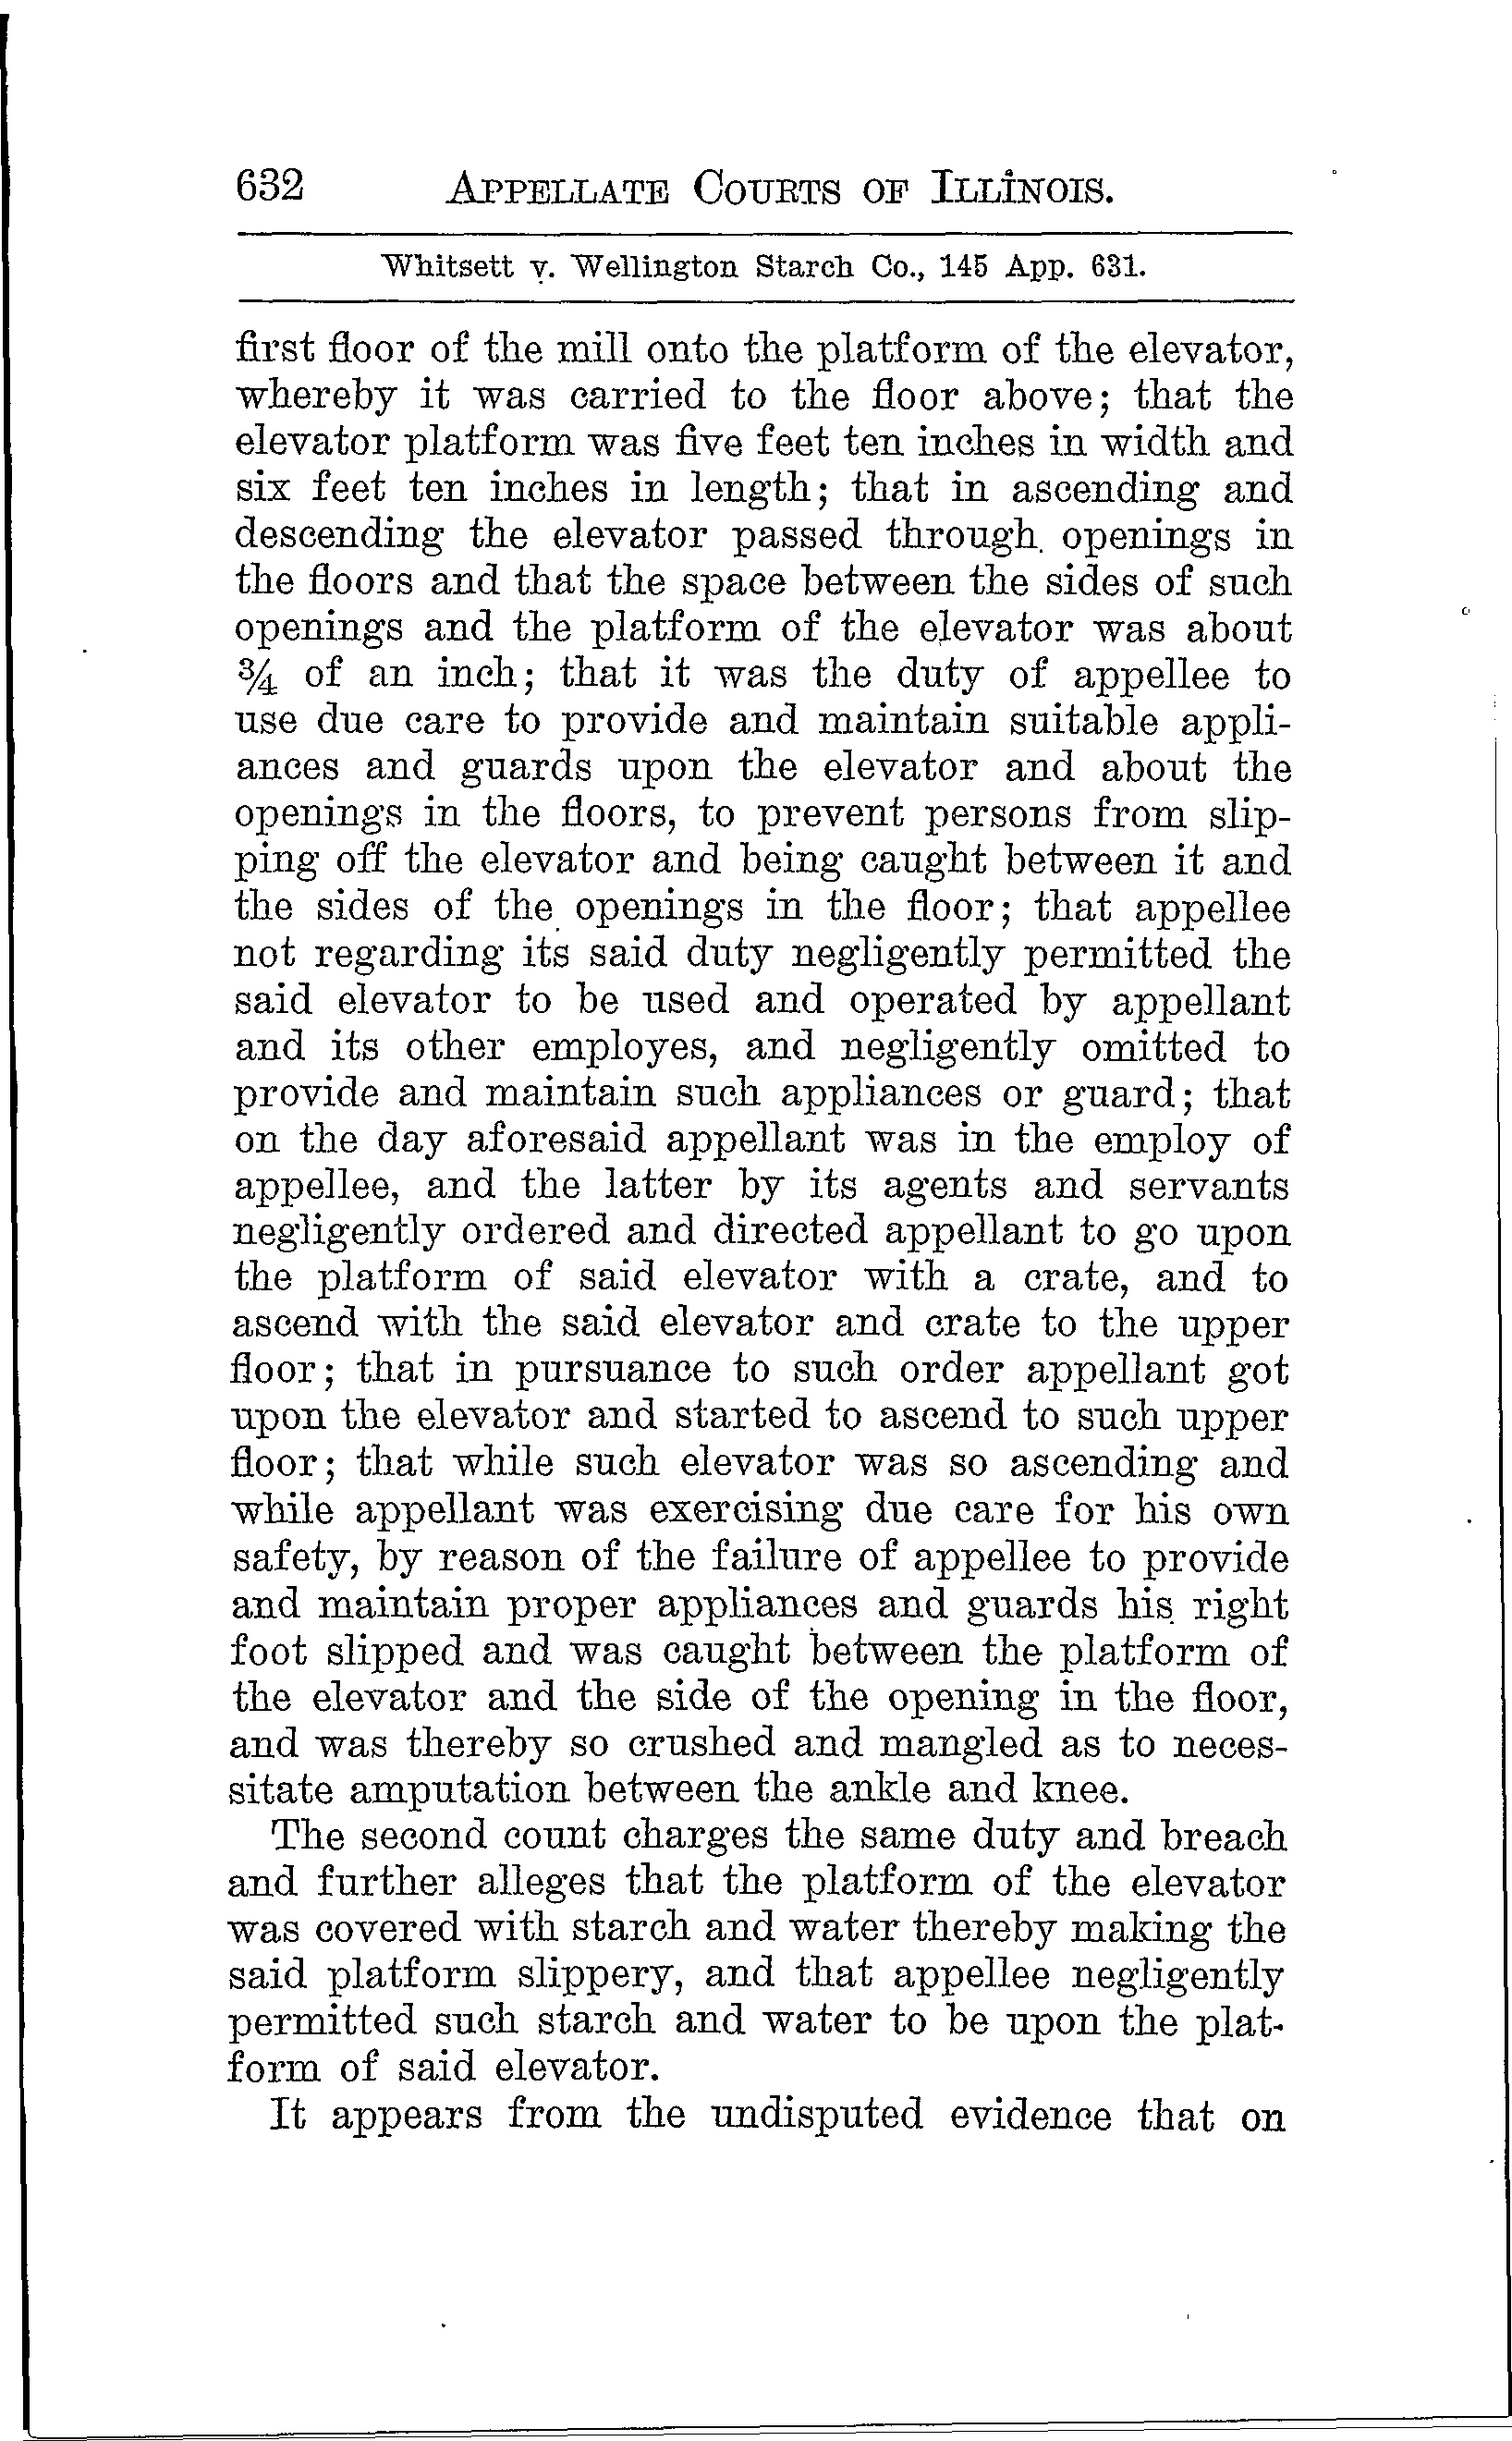 632 APPELLATE COURTS OF ILLINOIS.
Whitsett v. Wellington Starch Co., 145 App. 631.
first floor of the mill onto the platform of the elevator,
whereby it was carried to the floor above; that the
elevator platform was five feet ten inches in width and
six feet ten inches in length; that in ascending and
descending the elevator passed through openings in
the floors and that the space between the sides of such
openings and the platform of the elevator was about
¾ of an inch; that it was the duty of appellee to
use due care to provide and maintain suitable appli-
ances and guards upon the elevator and about the
openings in the floors, to prevent persons from slip-
ping off the elevator and being caught between it and
the sides of the openings in the floor; that appellee
not regarding its said duty negligently permitted the
said elevator to be used and operated by appellant
and its other employes, and negligently omitted to
provide and maintain such appliances or guard; that
on the day aforesaid appellant was in the employ of
appellee, and the latter by its agents and servants
negligently ordered and directed appellant to go upon
the platform of said elevator with a crate, and to
ascend with the said elevator and crate to the upper
floor; that in pursuance to such order appellant got
upon the elevator and started to ascend to such upper
floor; that while such elevator was so ascending and
while appellant was exercising due care for his own
safety, by reason of the failure of appellee to provide
and maintain proper appliances and guards his right
foot slipped and was caught between the platform of
the elevator and the side of the opening in the floor,
and was thereby so crushed and mangled as to neces-
sitate amputation between the ankle and knee.
The second count charges the same duty and breach
and further alleges that the platform of the elevator
was covered with starch and water thereby making the
said platform slippery, and that appellee negligently
permitted such starch and water to be upon the plat-
form of said elevator.
It appears from the undisputed evidence that on